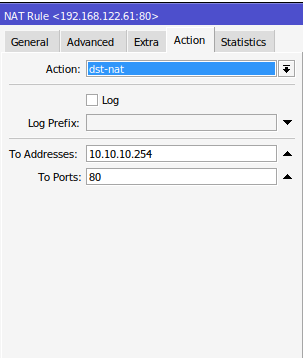 NAT Rule <192.168.122.61:80>
General Advanced Extra Action Statistics
Action: dst-nat
Log
Log Prefix:
To Addresses: 10.10.10.254
To Ports: 80